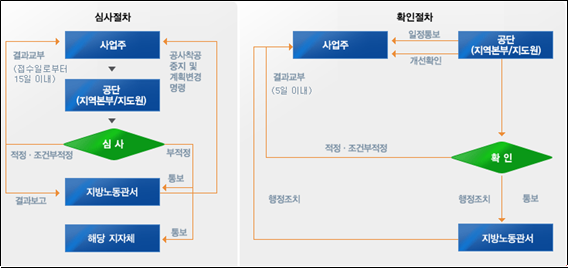 심사절차
사업주
결과교부
(접수일로부터
15일 이내)
공사착공
중지 및
계획변경
명령
공단
(지역본부/지도원)
심 사
적정 · 조건부적정
부적정
통보
지방노동관서
결과보고
해당 지자체
통보
확인절차
사업주
일정통보
개선확인
공단
(지역본부/지도원)
결과교부
(5일 이내)
적정 · 조건부적정
확 인
행정조치
행정조치
통보
지방노동관서